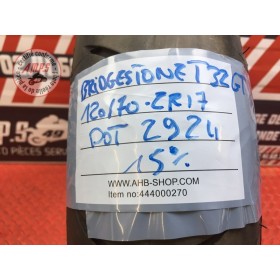 BRIDGESTONE T32 GT
120/70-ZR17
DOT 2924
15%
WWW.AHB-SHOP.COM
Item no:444000270